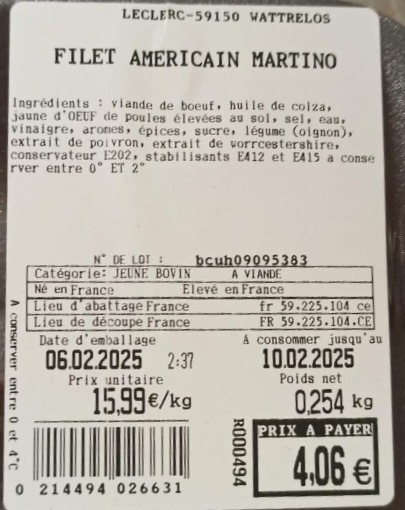 LECLERC-59150 WATTRELOS
FILET AMERICAIN MARTINO
Ingrédients : viande de boeuf, huile de colza,
jaune d'OEUF de poules élevées au sol, sel, eau,
vinaigre, aromes, épices, sucre, légume (oignon),
extrait de poivron, extrait de worrcestershire,
conservateur E202, stabilisants E412 et E415 a conse
rver entre 0° ET 2°
N° DE LOT : bcuh09095383
Catégorie: JEUNE BOVIN A VIANDE
Né en France Elevé en France
Lieu d'abattage France fr 59.225.104 ce
Lieu de découpe France FR 59.225.104.CE
Date d'emballage A consommer jusqu'au
06.02.2025 2:37 10.02.2025
Prix unitaire Poids net
15,99€/kg 0,254 kg
PRIX A PAYER
4,06 €
R000494
0 214494 026631
A conserver entre 0 et 4°C